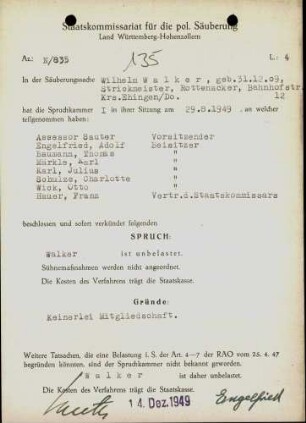 Staatskommissariat für die pol. Säuberung
Land Württemberg-Hohenzollern
Az.: N/835 135 L: 4
In der Säuberungssache Wilhelm W a l k e r , geb.31.12.09,
Strickmeister, Rottenacker, Bahnhofstr.
Krs.Ehingen/Do. 12
hat die Spruchkammer I in ihrer Sitzung am 29.8.1949 an welcher
teilgenommen haben:
Assessor Sauter Vorsitzender
Engelfried, Adolf Beisitzer
Baumann, Thomas "
Märkle, Karl "
Karl, Julius "
Schulze, Charlotte "
Wick, Otto "
Hauer, Franz Vertr.d.Staatskommissars
beschlossen und sofort verkündet folgenden
SPRUCH:
Walker ist unbelastet.
Sühnemaßnahmen werden nicht angeordnet.
Die Kosten des Verfahrens trägt die Staatskasse.
Gründe:
Keinerlei Mitgliedschaft.
Weitere Tatsachen, die eine Belastung i. S. der Art. 4—7 der RAO vom 25. 4. 47
begründen könnten, sind der Spruchkammer nicht bekannt geworden.
W a l k e r ist daher unbelastet.
Die Kosten des Verfahrens trägt die Staatskasse.
14. Dez. 1949 Engelfried